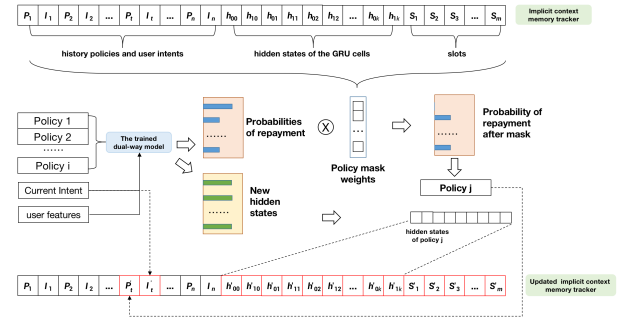 P1 I1 P2 I2 ... Pt It ... Pn In h00 h10 h01 h11 h02 h12 ... h0k h1k S1 S2 S3 ... Sm
Implicit context
memory tracker
history policies and user intents
hidden states of the GRU cells
slots
Policy 1
Policy 2
......
Policy i
Current Intent
user features
The trained
dual-way model
Probabilities
of repayment
......
New
hidden
states
......
...
Policy mask
weights
Probability of
repayment
after mask
......
Policy j
hidden states
of policy j
P1 I1 P2 I2 ... P't I't ... Pn In h'00 h'10 h'01 h'11 h'02 h'12 ... h'0k h'1k S'1 S'2 S'3 ... S'm
Updated implicit context
memory tracker